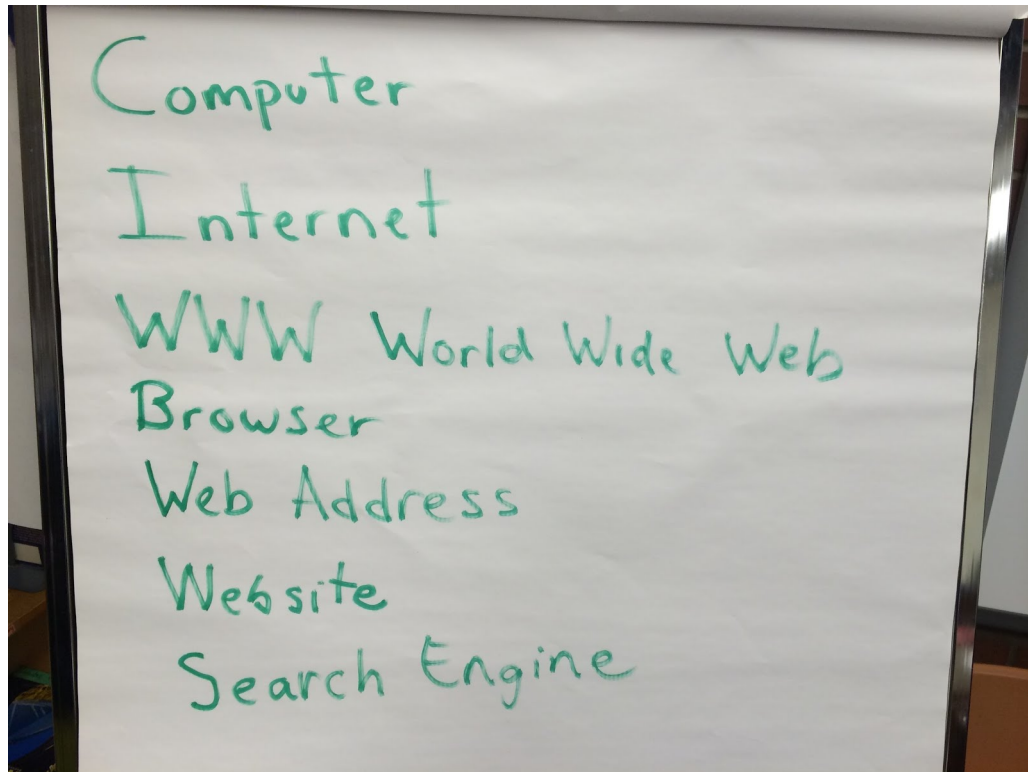 Computer
Internet
WWW World Wide Web
Browser
Web Address
Website
Search Engine